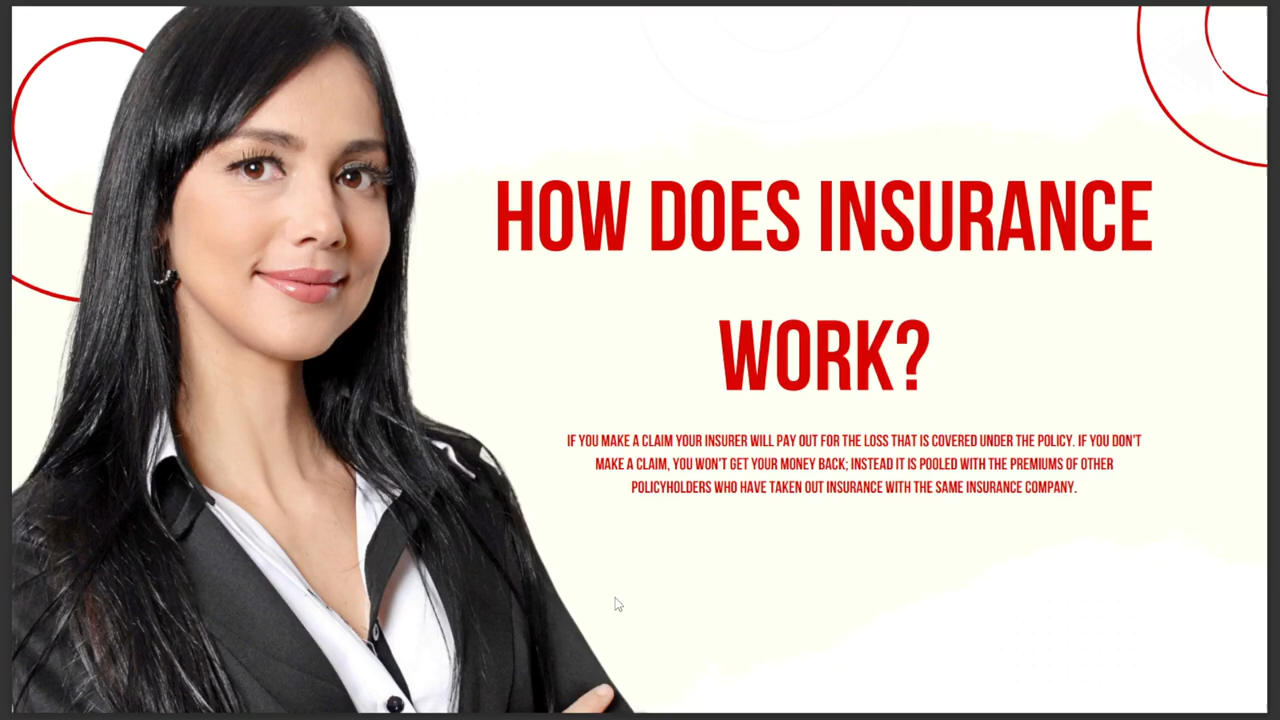 HOW DOES INSURANCE
WORK?
IF YOU MAKE A CLAIM YOUR INSURER WILL PAY OUT FOR THE LOSS THAT IS COVERED UNDER THE POLICY. IF YOU DON'T
MAKE A CLAIM, YOU WON'T GET YOUR MONEY BACK; INSTEAD IT IS POOLED WITH THE PREMIUMS OF OTHER
POLICYHOLDERS WHO HAVE TAKEN OUT INSURANCE WITH THE SAME INSURANCE COMPANY.